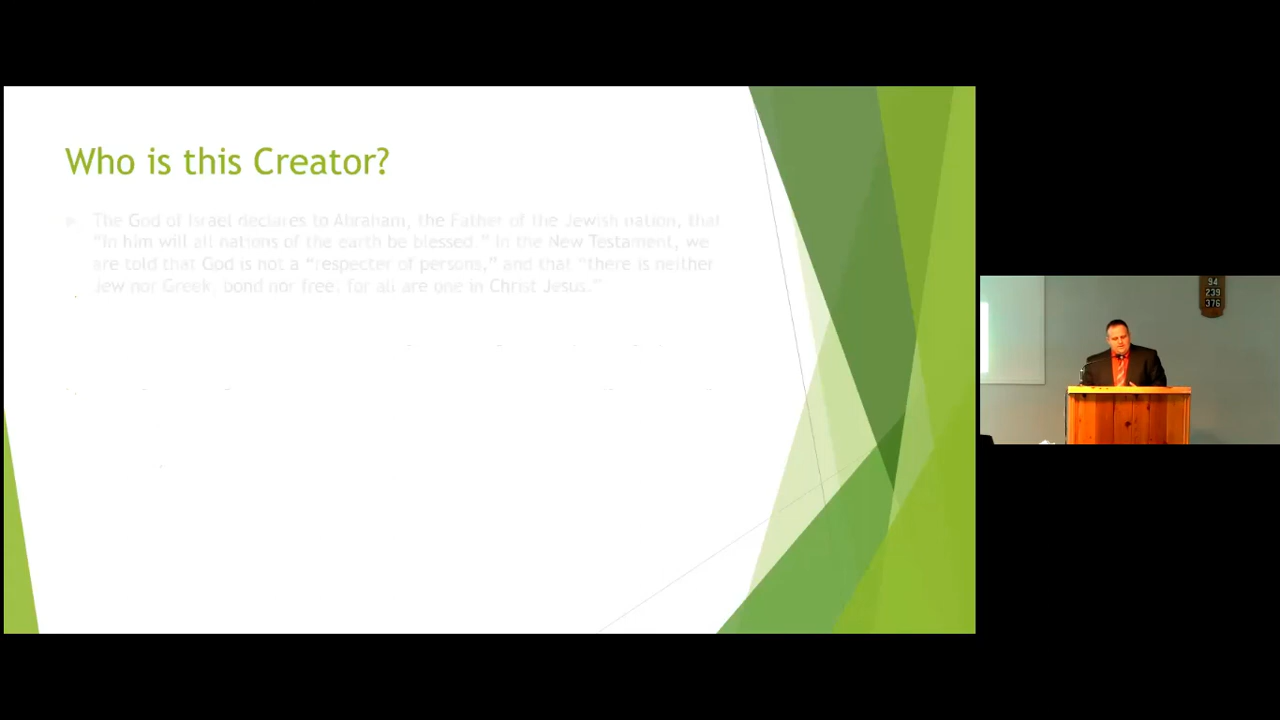 Who is this Creator?
The God of Israel declares to Abraham, the Father of the Jewish nation, that
“In him will all nations of the earth be blessed.” In the New Testament, we
are told that God is not a “respecter of persons,” and that “there is neither
Jew nor Greek, bond nor free, for all are one in Christ Jesus.”
94
239
376